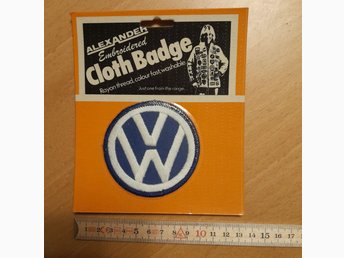 ALEXANDER
Embroidered
Cloth Badge
Rayon thread, colour fast, washable
Just one from the range.
VW
1 2 3 4 5 6 7 8 9 10 11 12 13 14 15 16 17